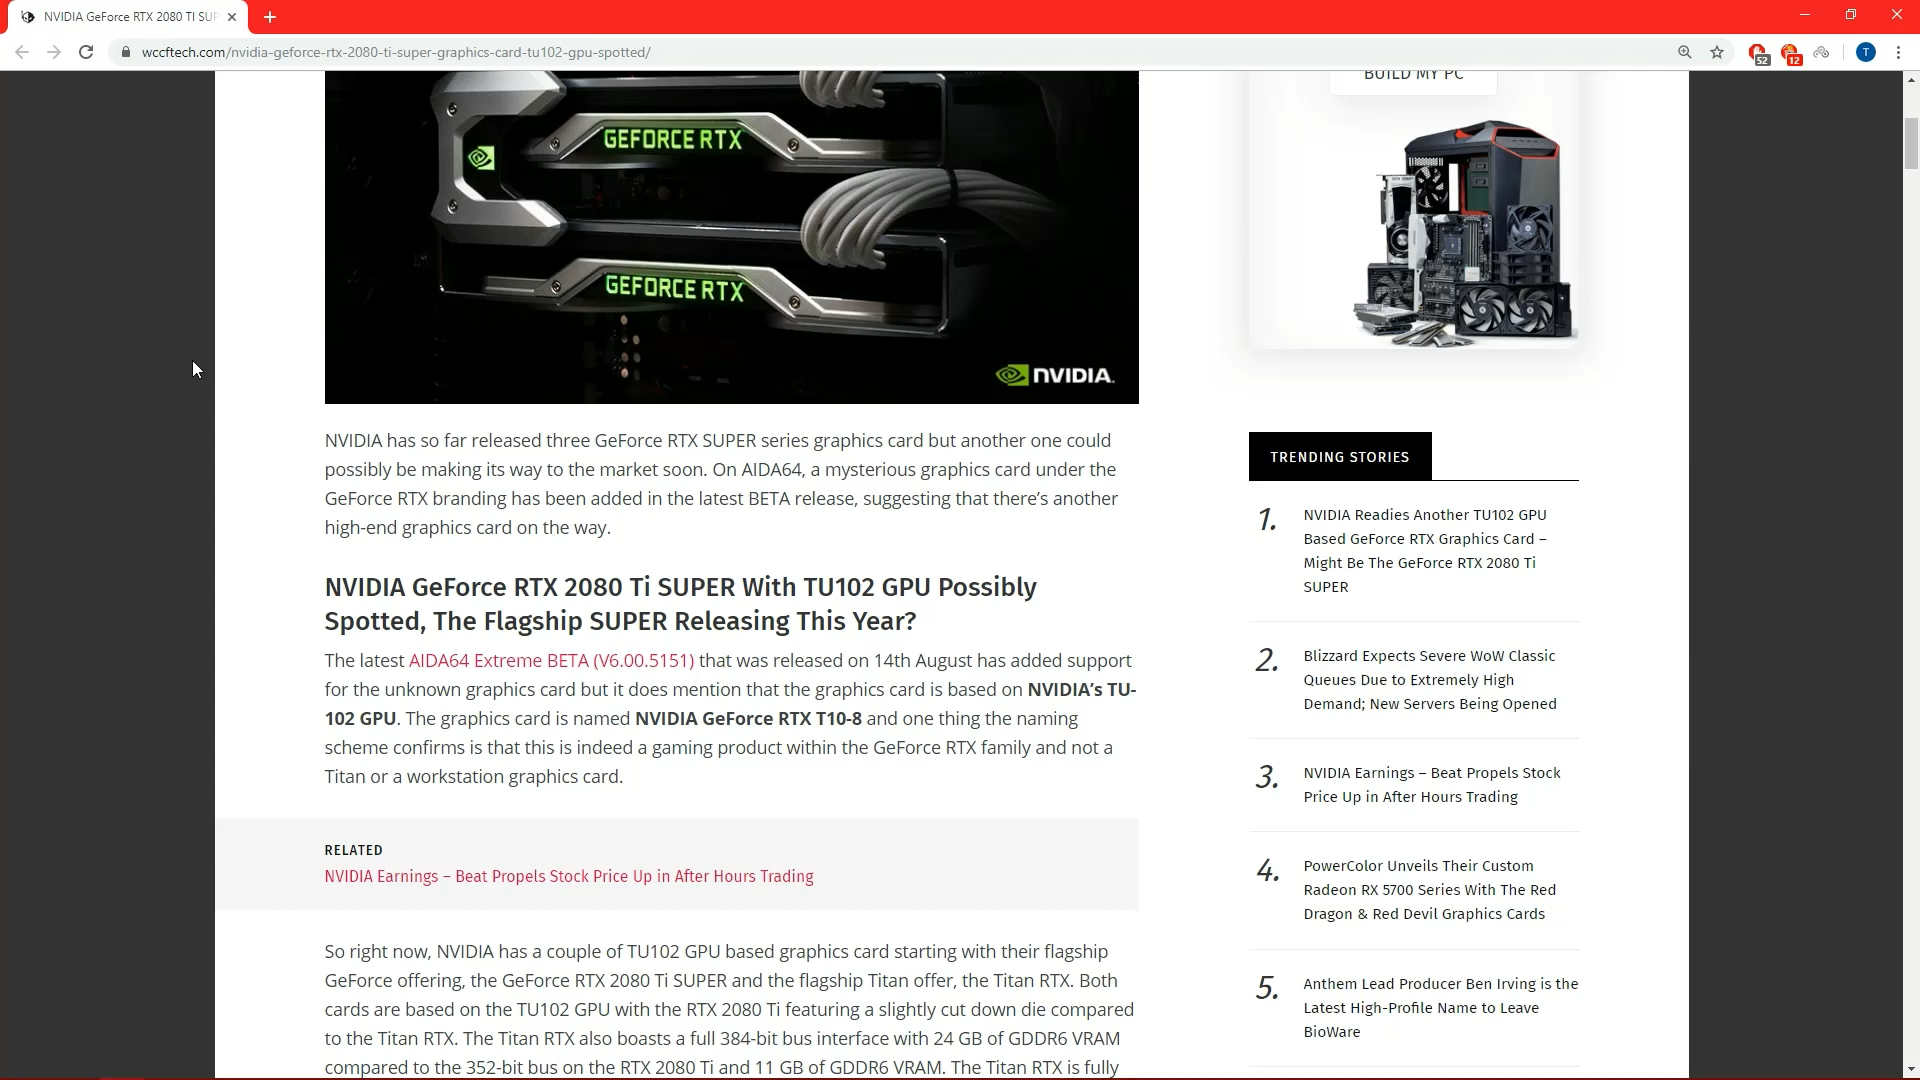 NVIDIA GeForce RTX 2080 TI SUP
wccftech.com/nvidia-geforce-rtx-2080-ti-super-graphics-card-tu102-gpu-spotted/
52
12
T
GEFORCE RTX
GEFORCE RTX
NVIDIA.
NVIDIA has so far released three GeForce RTX SUPER series graphics card but another one could
possibly be making its way to the market soon. On AIDA64, a mysterious graphics card under the
GeForce RTX branding has been added in the latest BETA release, suggesting that there’s another
high-end graphics card on the way.
NVIDIA GeForce RTX 2080 Ti SUPER With TU102 GPU Possibly
Spotted, The Flagship SUPER Releasing This Year?
The latest AIDA64 Extreme BETA (V6.00.5151) that was released on 14th August has added support
for the unknown graphics card but it does mention that the graphics card is based on NVIDIA’s TU-
102 GPU. The graphics card is named NVIDIA GeForce RTX T10-8 and one thing the naming
scheme confirms is that this is indeed a gaming product within the GeForce RTX family and not a
Titan or a workstation graphics card.
RELATED
NVIDIA Earnings – Beat Propels Stock Price Up in After Hours Trading
So right now, NVIDIA has a couple of TU102 GPU based graphics card starting with their flagship
GeForce offering, the GeForce RTX 2080 Ti SUPER and the flagship Titan offer, the Titan RTX. Both
cards are based on the TU102 GPU with the RTX 2080 Ti featuring a slightly cut down die compared
to the Titan RTX. The Titan RTX also boasts a full 384-bit bus interface with 24 GB of GDDR6 VRAM
compared to the 352-bit bus on the RTX 2080 Ti and 11 GB of GDDR6 VRAM. The Titan RTX is fully
BUILD MY PC
TRENDING STORIES
1. NVIDIA Readies Another TU102 GPU
Based GeForce RTX Graphics Card –
Might Be The GeForce RTX 2080 Ti
SUPER
2. Blizzard Expects Severe WoW Classic
Queues Due to Extremely High
Demand; New Servers Being Opened
3. NVIDIA Earnings – Beat Propels Stock
Price Up in After Hours Trading
4. PowerColor Unveils Their Custom
Radeon RX 5700 Series With The Red
Dragon & Red Devil Graphics Cards
5. Anthem Lead Producer Ben Irving is the
Latest High-Profile Name to Leave
BioWare